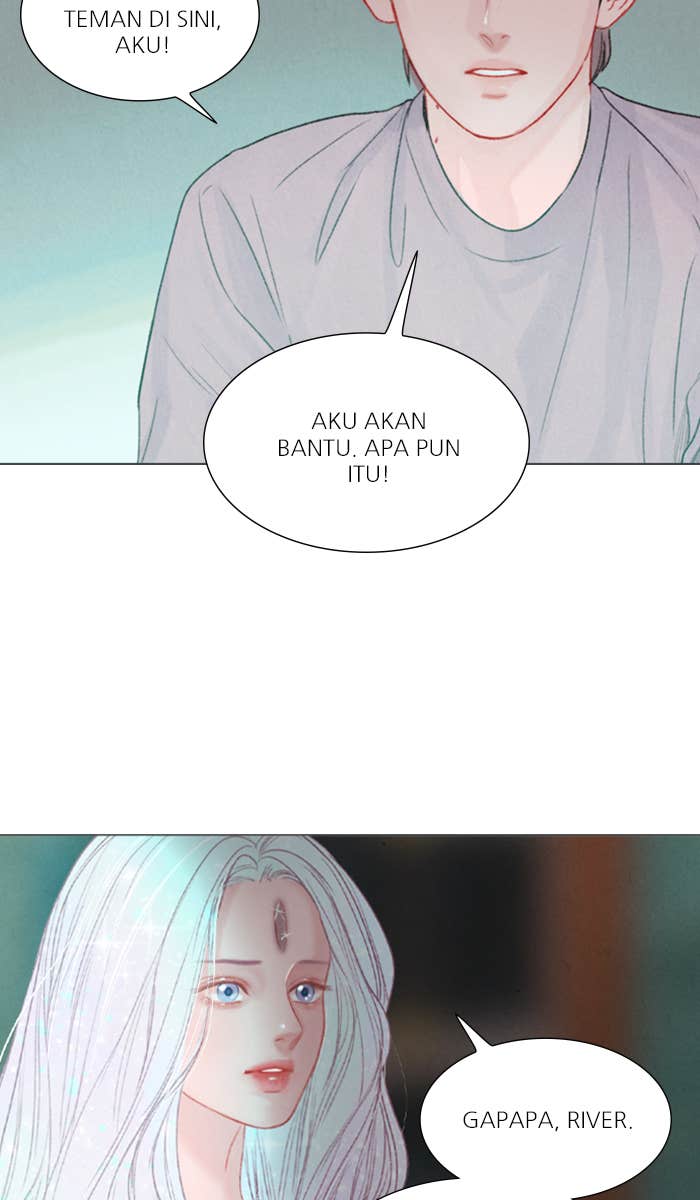 TEMAN DI SINI,
AKU!
AKU AKAN
BANTU. APA PUN
ITU!
GAPAPA, RIVER.